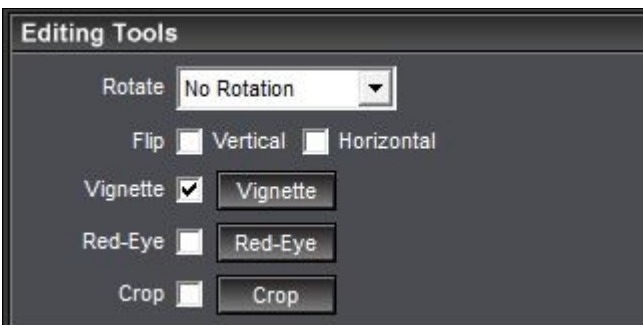 Editing Tools
Rotate No Rotation
Flip Vertical Horizontal
Vignette Vignette
Red-Eye Red-Eye
Crop Crop